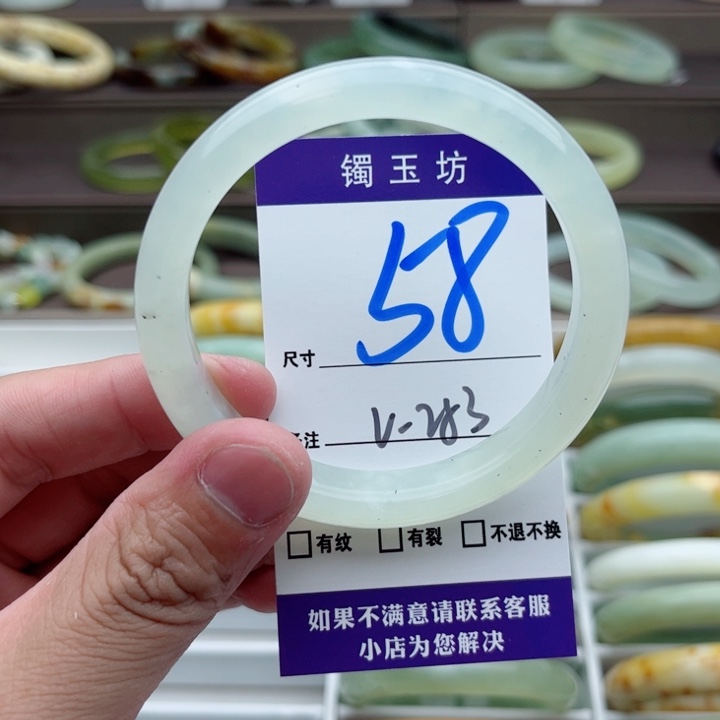 镯玉坊
58
尺寸
注 V-283
有纹 有裂 不退不换
如果不满意请联系客服
小店为您解决